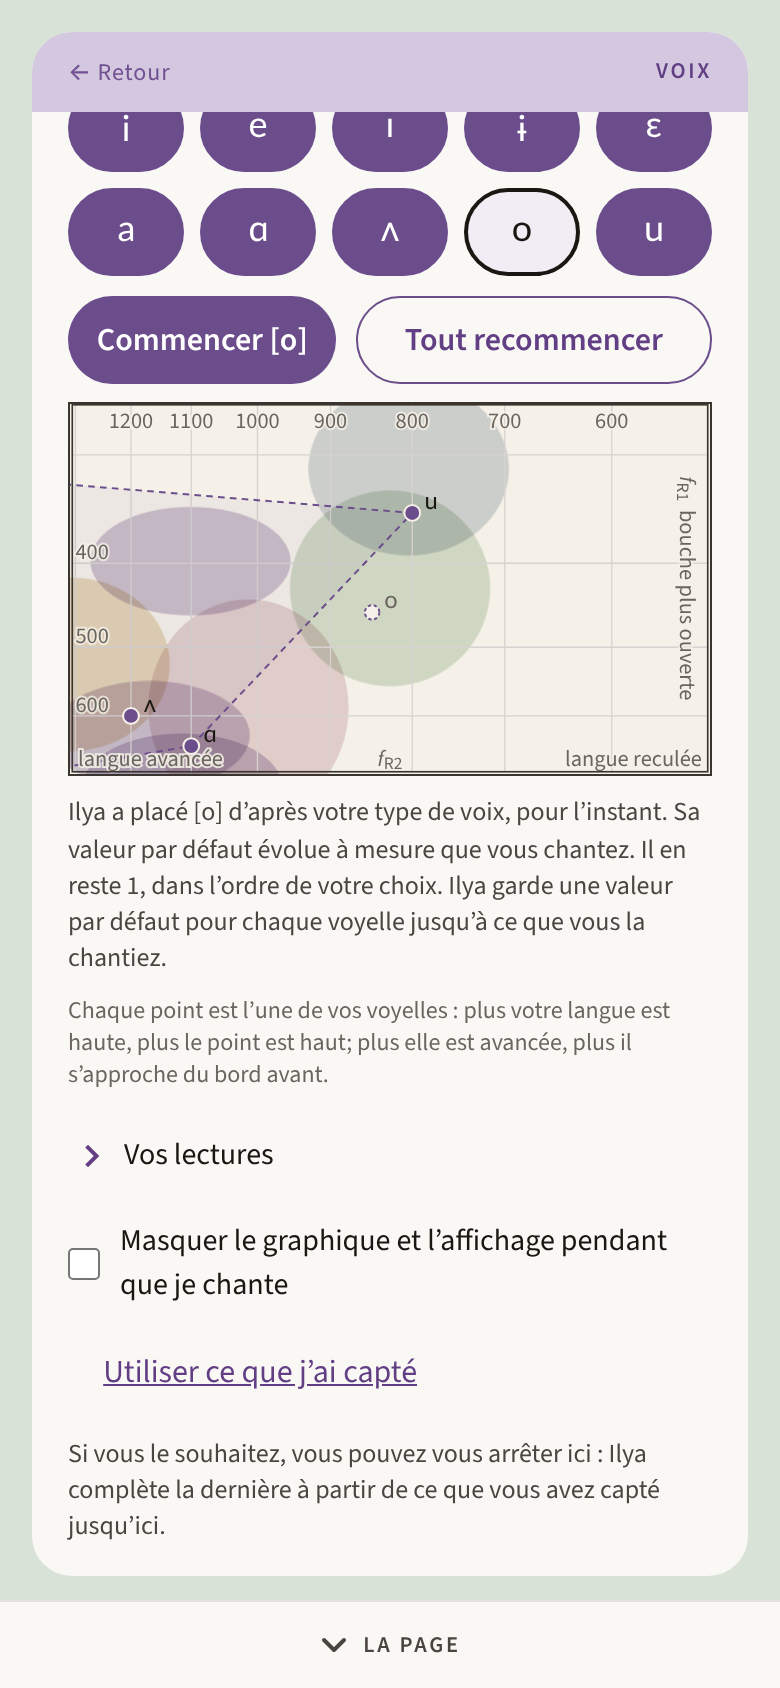 ← Retour
VOIX
i e ı ɨ ɛ
a ɑ ʌ o u
Commencer [o]
Tout recommencer
1200 1100 1000 900 800 700 600
400
500
600
u
o
ʌ
ɑ
fR1 bouche plus ouverte
langue avancée
fR2
langue reculée
Ilya a placé [o] d’après votre type de voix, pour l’instant. Sa
valeur par défaut évolue à mesure que vous chantez. Il en
reste 1, dans l’ordre de votre choix. Ilya garde une valeur
par défaut pour chaque voyelle jusqu’à ce que vous la
chantiez.
Chaque point est l’une de vos voyelles : plus votre langue est
haute, plus le point est haut; plus elle est avancée, plus il
s’approche du bord avant.
Vos lectures
Masquer le graphique et l’affichage pendant
que je chante
Utiliser ce que j’ai capté
Si vous le souhaitez, vous pouvez vous arrêter ici : Ilya
complète la dernière à partir de ce que vous avez capté
jusqu’ici.
LA PAGE